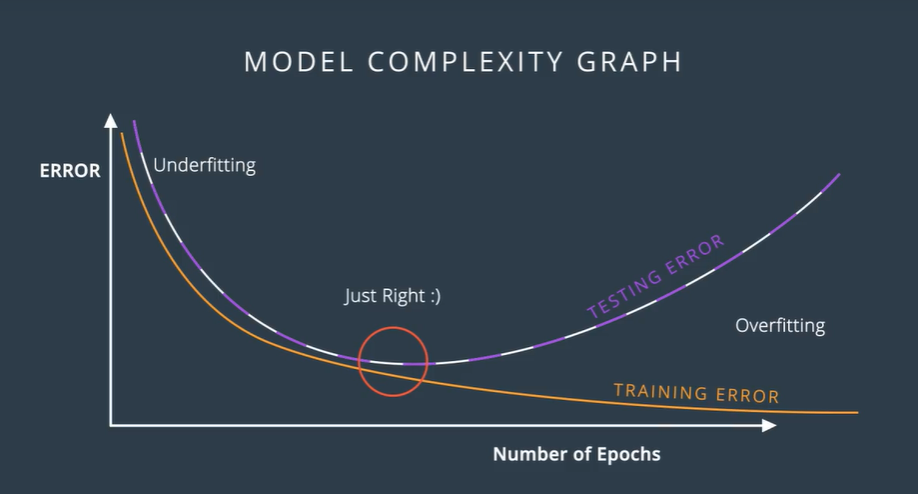 MODEL COMPLEXITY GRAPH
ERROR
Underfitting
Just Right :)
TESTING ERROR
Overfitting
TRAINING ERROR
Number of Epochs